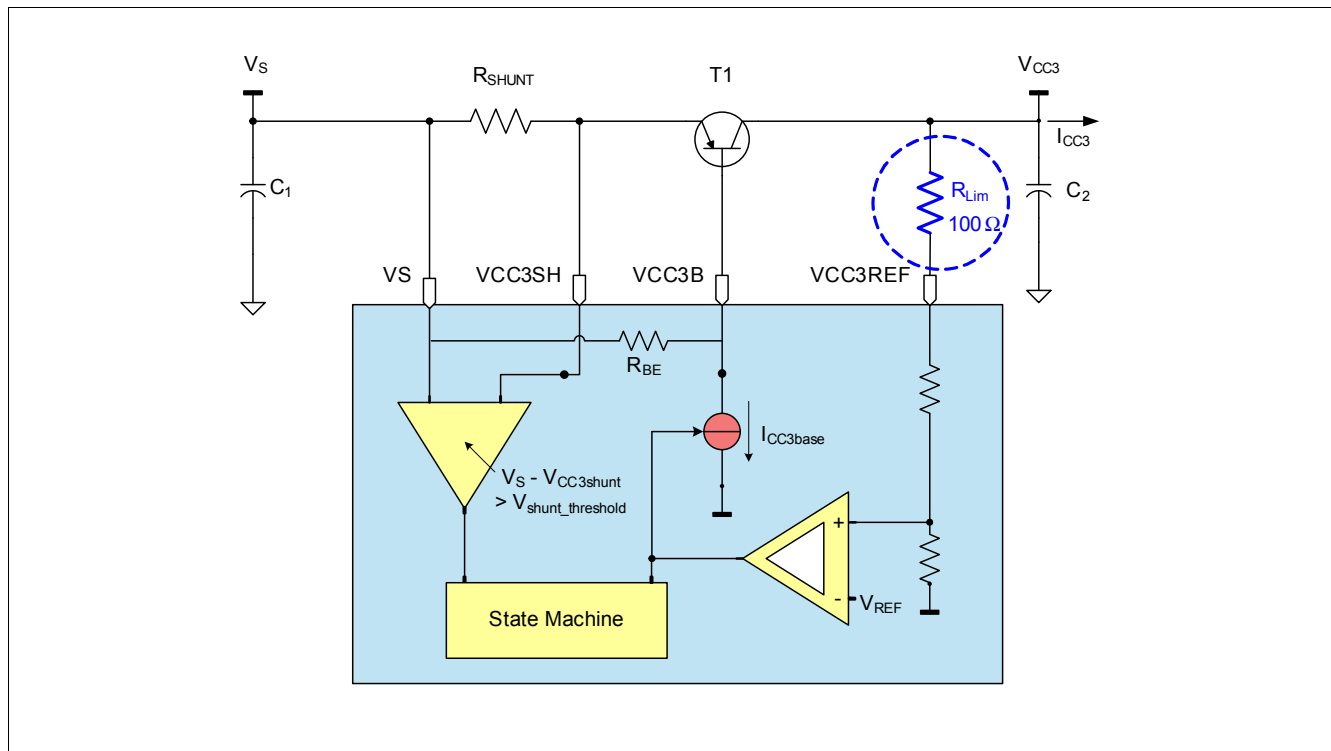 VS
RSHUNT
T1
VCC3
ICC3
C1
RLim
100 Ω
C2
VS
VCC3SH
VCC3B
VCC3REF
RBE
ICC3base
VS - VCC3shunt
> Vshunt_threshold
+
-
VREF
State Machine